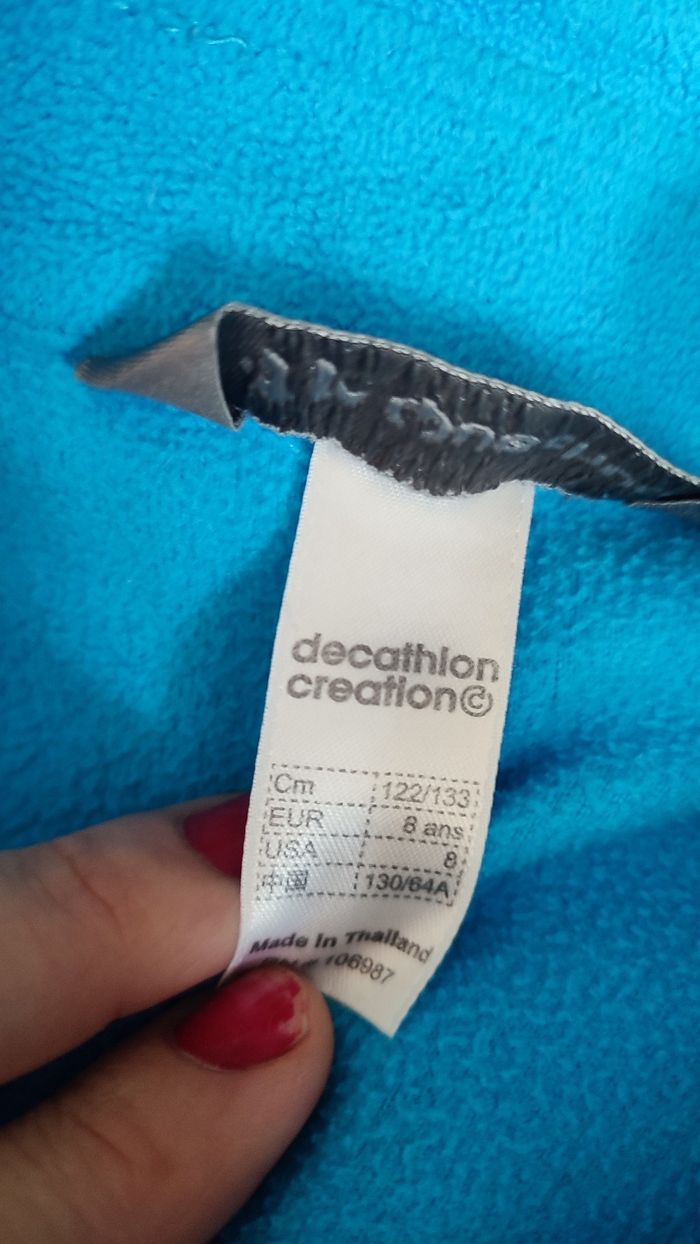 decathlon
creation©
Cm 122/133
EUR 8 ans
USA 8
中国 130/64A
Made in Thailand
106987